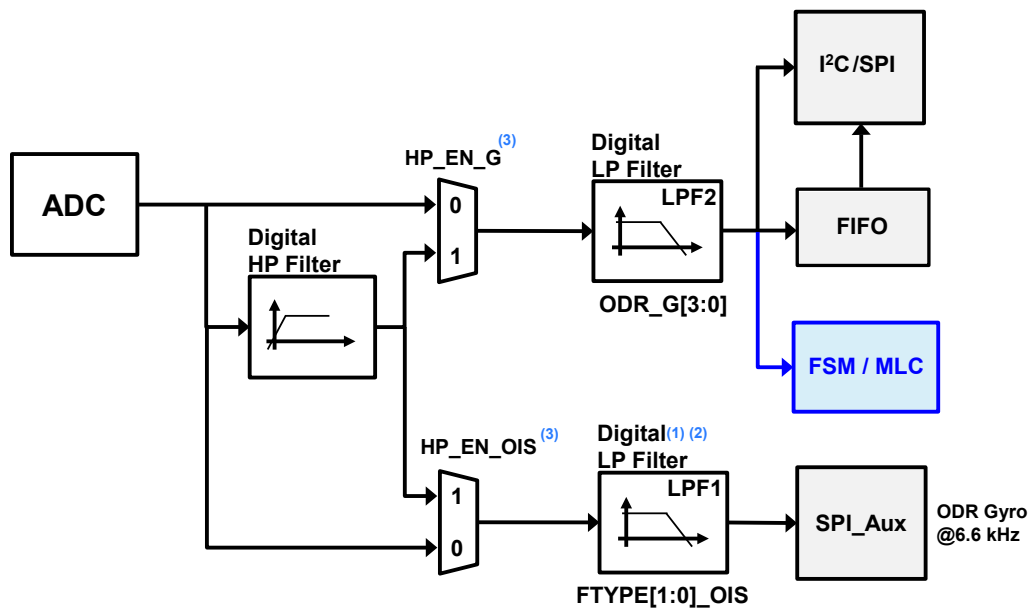 I²C/SPI
Digital
LP Filter
HP_EN_G(3)
LPF2
ADC
0
1
FIFO
Digital
HP Filter
ODR_G[3:0]
FSM / MLC
HP_EN_OIS(3)
Digital(1) (2)
LP Filter
LPF1
1
0
SPI_Aux
ODR Gyro
@6.6 kHz
FTYPE[1:0]_OIS